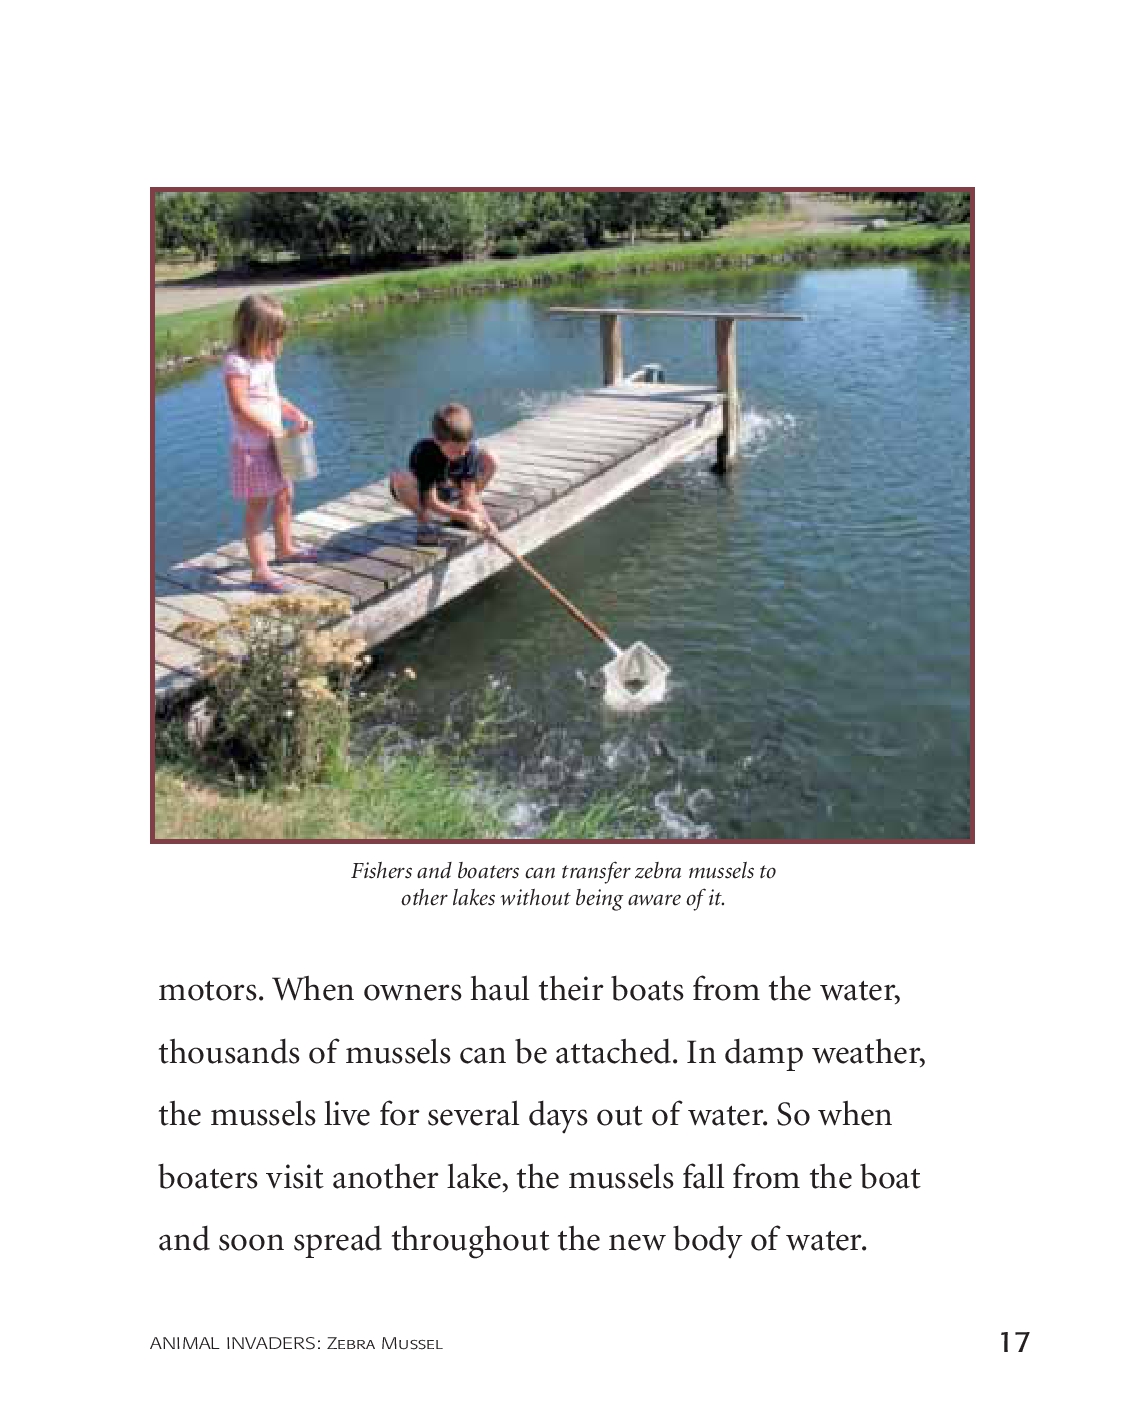 Fishers and boaters can transfer zebra mussels to
other lakes without being aware of it.
motors. When owners haul their boats from the water,
thousands of mussels can be attached. In damp weather,
the mussels live for several days out of water. So when
boaters visit another lake, the mussels fall from the boat
and soon spread throughout the new body of water.
ANIMAL INVADERS: Zebra Mussel
17